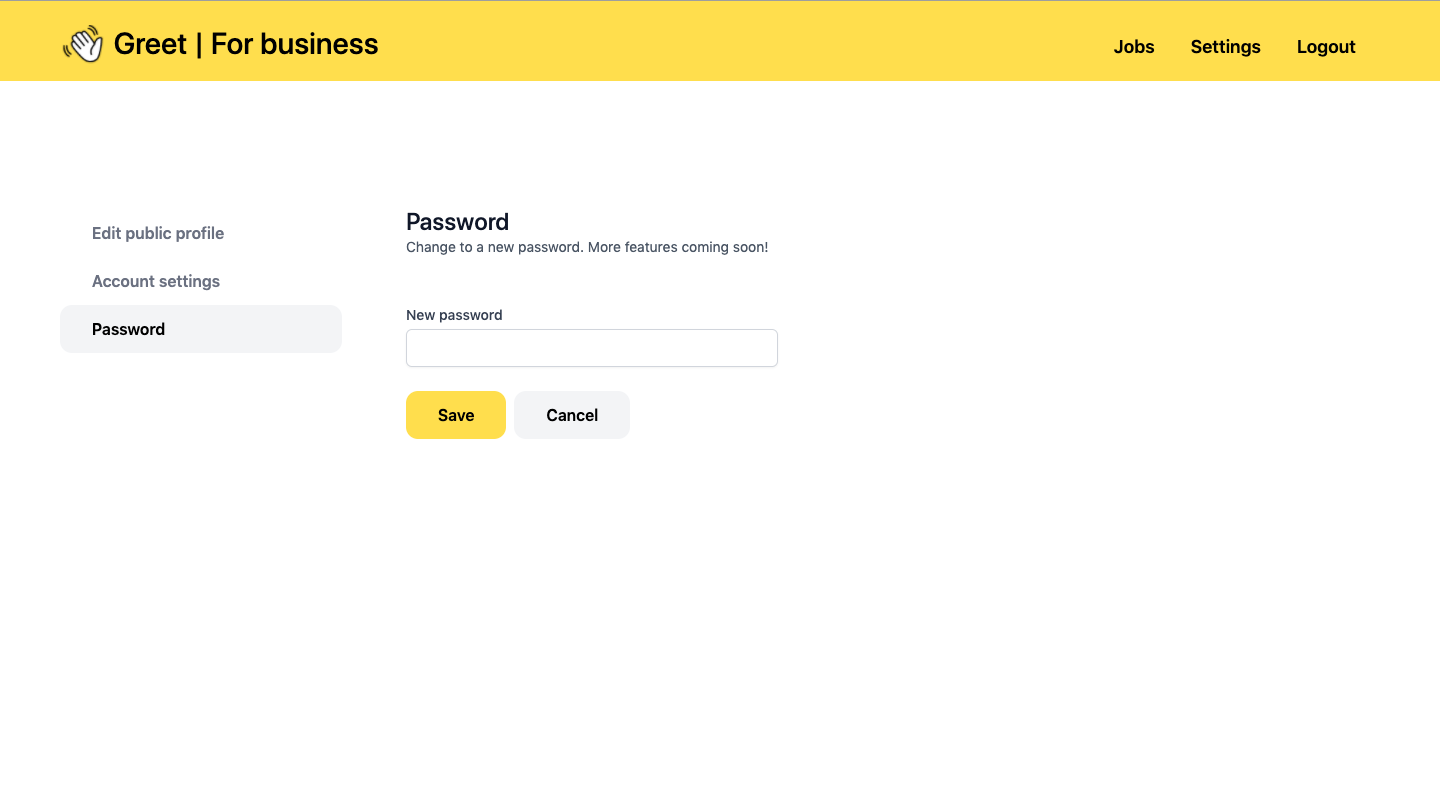 Greet | For business
Jobs
Settings
Logout
Edit public profile
Account settings
Password
Password
Change to a new password. More features coming soon!
New password
Save
Cancel